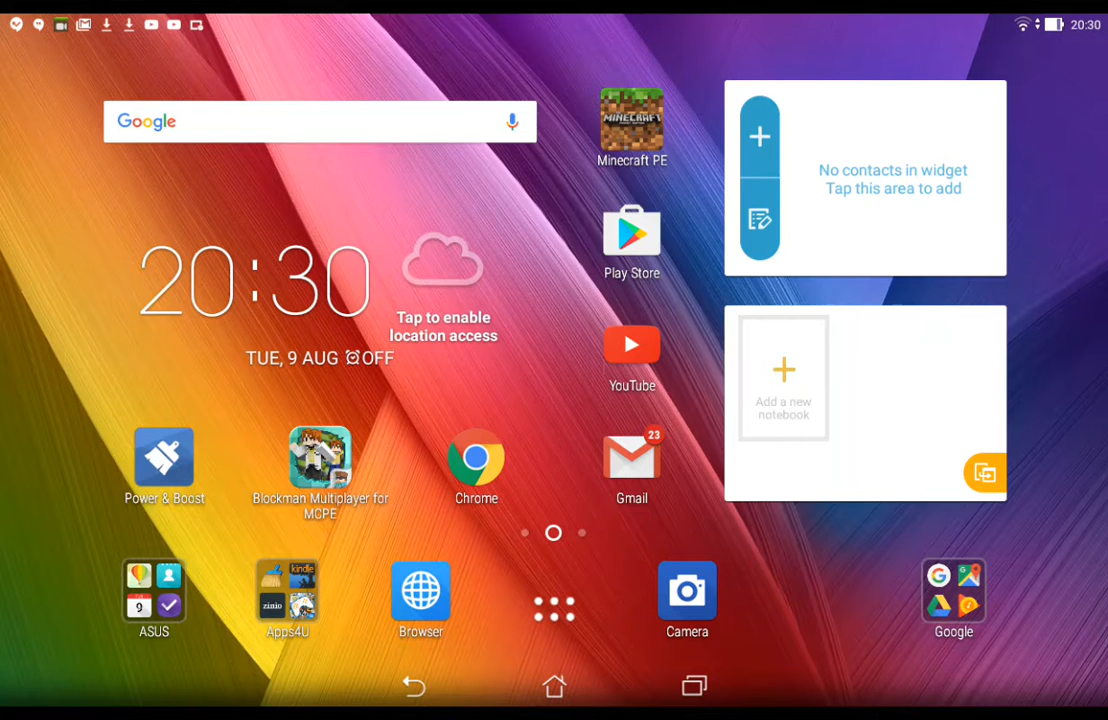 20:30
Google
MINECRAFT
Minecraft PE
No contacts in widget
Tap this area to add
Play Store
20:30
Tap to enable
location access
TUE, 9 AUG OFF
YouTube
Add a new
notebook
23
Power & Boost
Blockman Multiplayer for
MCPE
Chrome
Gmail
9
kindle
zinio
G
G
ASUS
Apps4U
Browser
Camera
Google